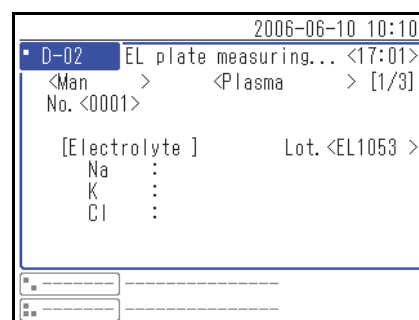 2006-06-10 10:10
D-02 EL plate measuring... <17:01>
<Man > <Plasma > [1/3]
No.<0001>
[Electrolyte ] Lot.<EL1053 >
Na :
K :
Cl :
------- ---------------
------- ---------------